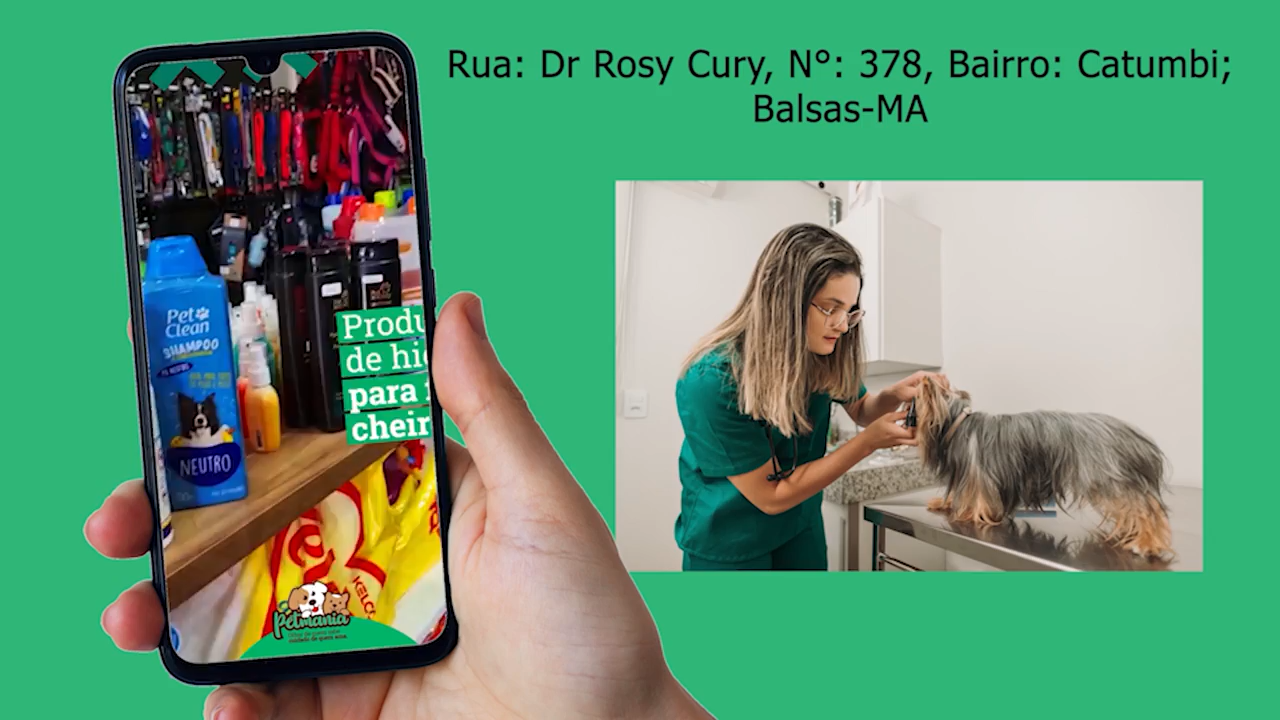 Rua: Dr Rosy Cury, N°: 378, Bairro: Catumbi;
Balsas-MA
Pet
Clean
SHAMPOO
NEUTRO
Produ
de hi
para
cheir
KELC
Petmania